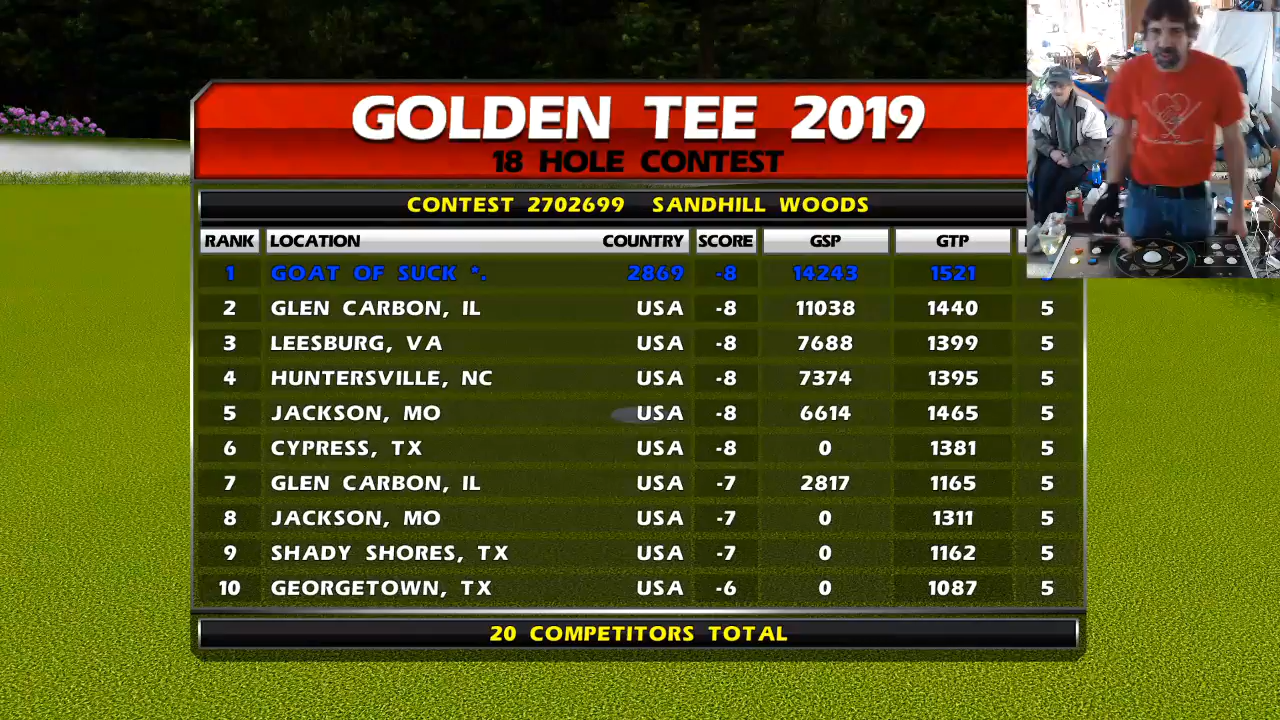 GOLDEN TEE 2019
18 HOLE CONTEST
CONTEST 2702699 SANDHILL WOODS
RANK LOCATION COUNTRY SCORE GSP GTP
1 GOAT OF SUCK *. 2869 -8 14243 1521
2 GLEN CARBON, IL USA -8 11038 1440 5
3 LEESBURG, VA USA -8 7688 1399 5
4 HUNTERSVILLE, NC USA -8 7374 1395 5
5 JACKSON, MO USA -8 6614 1465 5
6 CYPRESS, TX USA -8 0 1381 5
7 GLEN CARBON, IL USA -7 2817 1165 5
8 JACKSON, MO USA -7 0 1311 5
9 SHADY SHORES, TX USA -7 0 1162 5
10 GEORGETOWN, TX USA -6 0 1087 5
20 COMPETITORS TOTAL